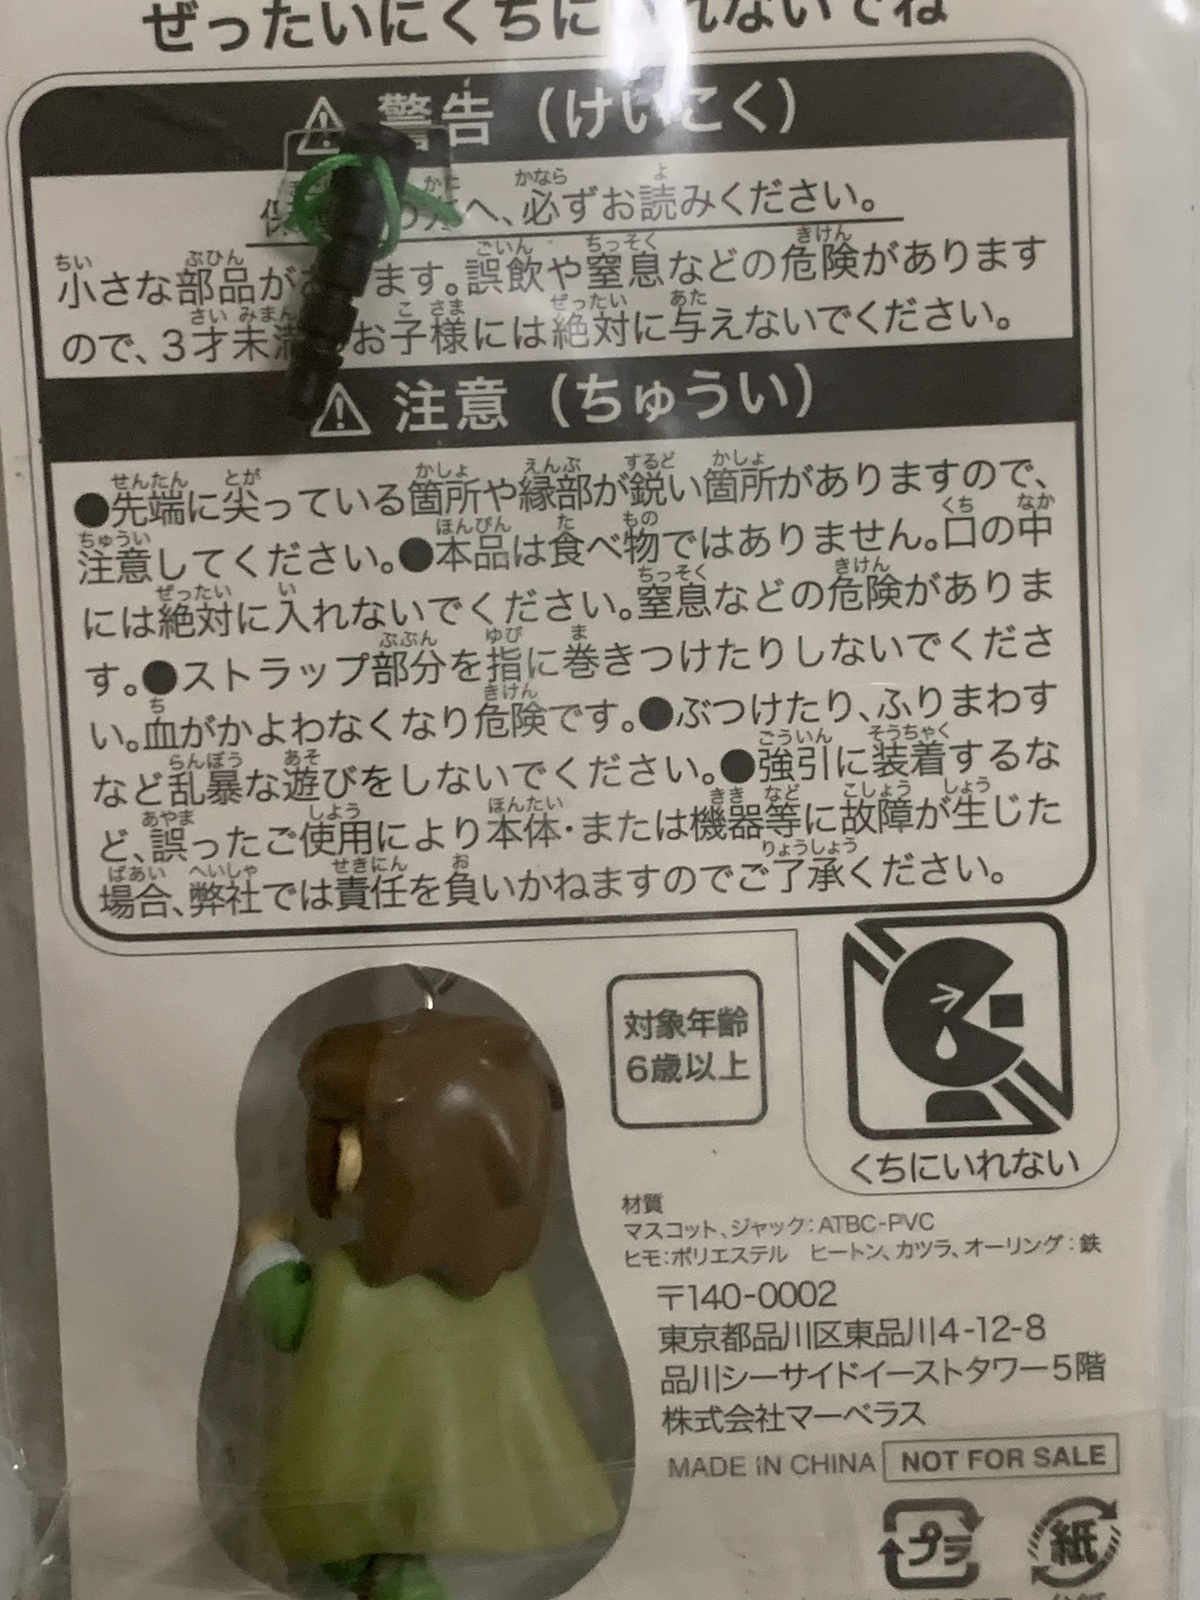 ぜったいにくちに れないでね
警告（けいこく）
へ、必ずお読みください。
小さな部品があ ます。誤飲や窒息などの危険があります
ので、3才未満 お子様には絶対に与えないでください。
注意（ちゅうい）
●先端に尖っている箇所や縁部が鋭い箇所がありますので、
注意してください。●本品は食べ物ではありません。口の中
には絶対に入れないでください。窒息などの危険がありま
す。●ストラップ部分を指に巻きつけたりしないでくださ
い。血がかよわなくなり危険です。●ぶつけたり、ふりまわす
など乱暴な遊びをしないでください。●強引に装着するな
ど、誤ったご使用により本体・または機器等に故障が生じた
場合、弊社では責任を負いかねますのでご了承ください。
対象年齢
6歳以上
くちにいれない
材質
マスコット、ジャック：ATBC-PVC
ヒモ：ポリエステル ヒートン、カツラ、オーリング：鉄
〒140-0002
東京都品川区東品川4-12-8
品川シーサイドイーストタワー5階
株式会社マーベラス
MADE IN CHINA NOT FOR SALE
プラ 紙